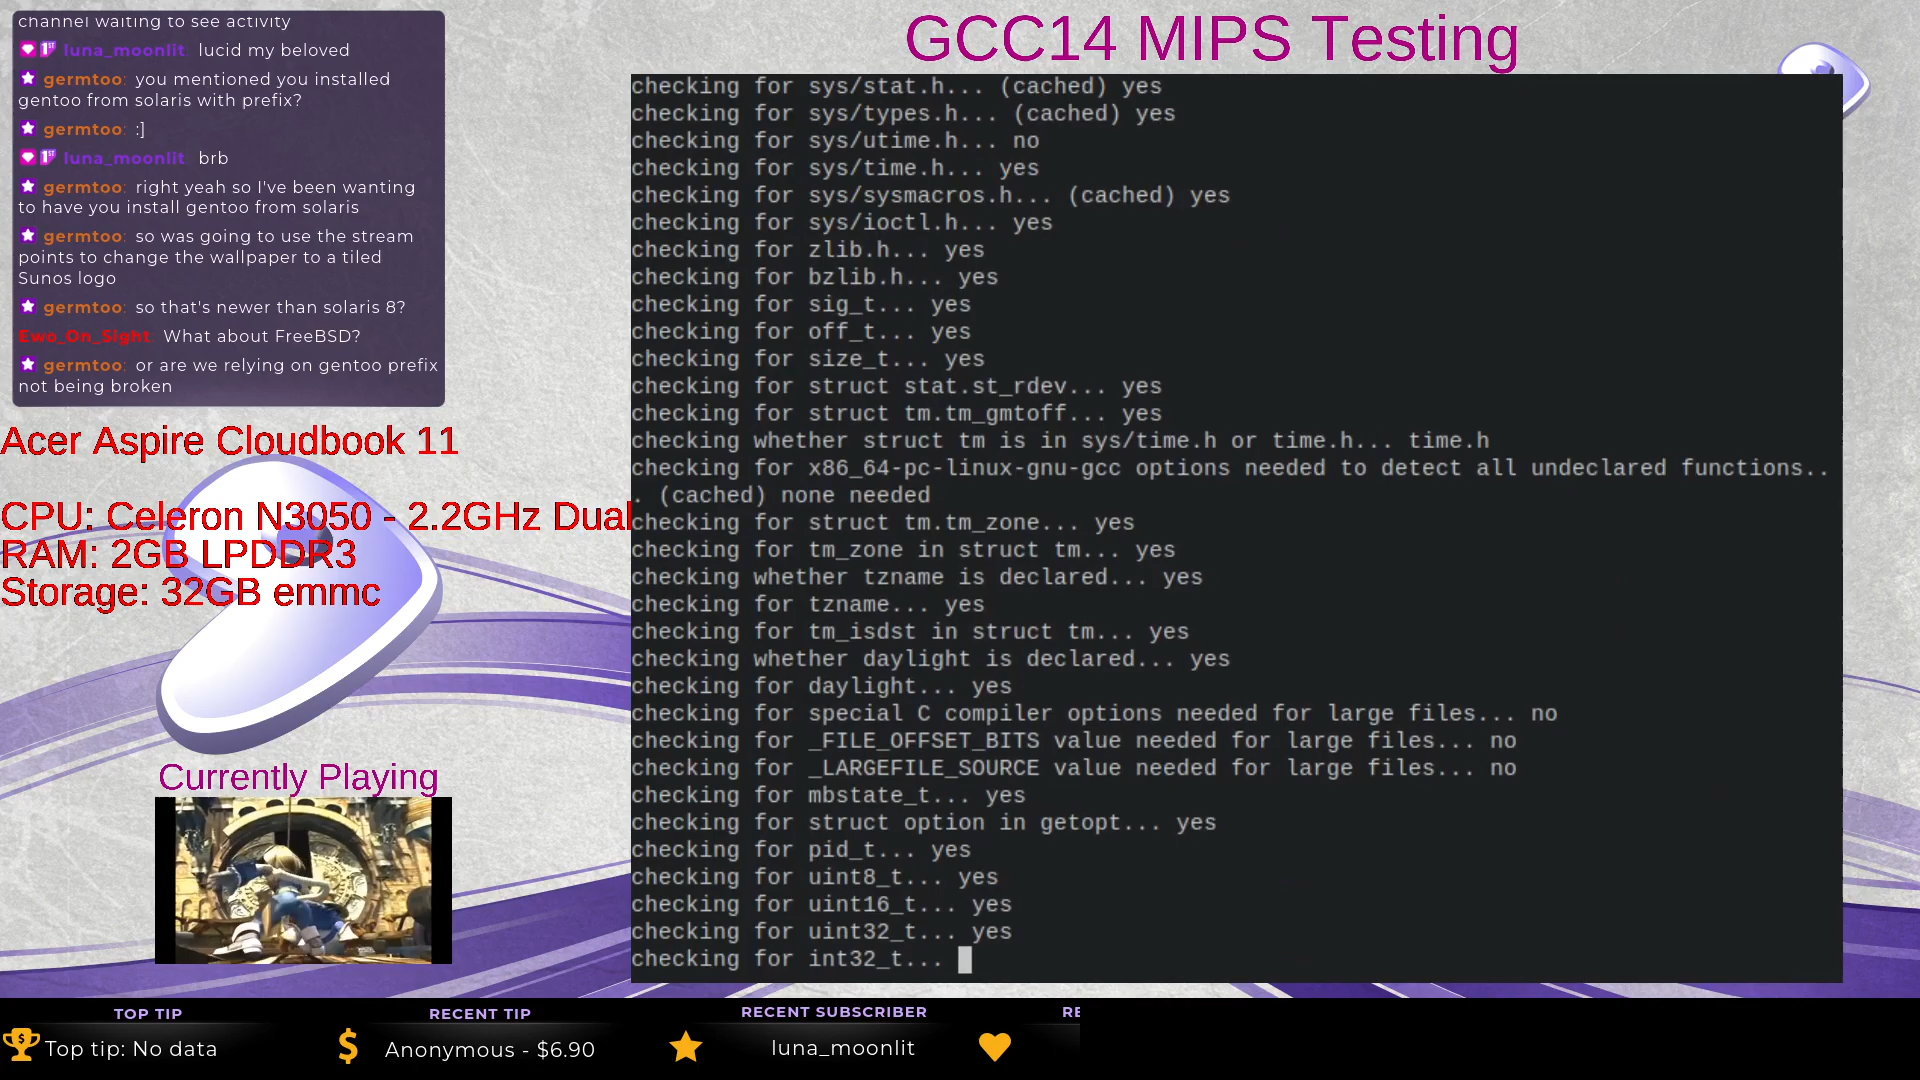 channel waiting to see activity
luna_moonlit: lucid my beloved
germtoo: you mentioned you installed
gentoo from solaris with prefix?
germtoo: :]
luna_moonlit: brb
germtoo: right yeah so I've been wanting
to have you install gentoo from solaris
germtoo: so was going to use the stream
points to change the wallpaper to a tiled
Sunos logo
germtoo: so that's newer than solaris 8?
Ewo_On_Sight: What about FreeBSD?
germtoo: or are we relying on gentoo prefix
not being broken
Acer Aspire Cloudbook 11
CPU: Celeron N3050 - 2.2GHz Dual
RAM: 2GB LPDDR3
Storage: 32GB emmc
Currently Playing
GCC14 MIPS Testing
checking for sys/stat.h... (cached) yes
checking for sys/types.h... (cached) yes
checking for sys/utime.h... no
checking for sys/time.h... yes
checking for sys/sysmacros.h... (cached) yes
checking for sys/ioctl.h... yes
checking for zlib.h... yes
checking for bzlib.h... yes
checking for sig_t... yes
checking for off_t... yes
checking for size_t... yes
checking for struct stat.st_rdev... yes
checking for struct tm.tm_gmtoff... yes
checking whether struct tm is in sys/time.h or time.h... time.h
checking for x86_64-pc-linux-gnu-gcc options needed to detect all undeclared functions..
. (cached) none needed
checking for struct tm.tm_zone... yes
checking for tm_zone in struct tm... yes
checking whether tzname is declared... yes
checking for tzname... yes
checking for tm_isdst in struct tm... yes
checking whether daylight is declared... yes
checking for daylight... yes
checking for special C compiler options needed for large files... no
checking for _FILE_OFFSET_BITS value needed for large files... no
checking for _LARGEFILE_SOURCE value needed for large files... no
checking for mbstate_t... yes
checking for struct option in getopt... yes
checking for pid_t... yes
checking for uint8_t... yes
checking for uint16_t... yes
checking for uint32_t... yes
checking for int32_t...
TOP TIP
Top tip: No data
RECENT TIP
Anonymous - $6.90
RECENT SUBSCRIBER
luna_moonlit
RE